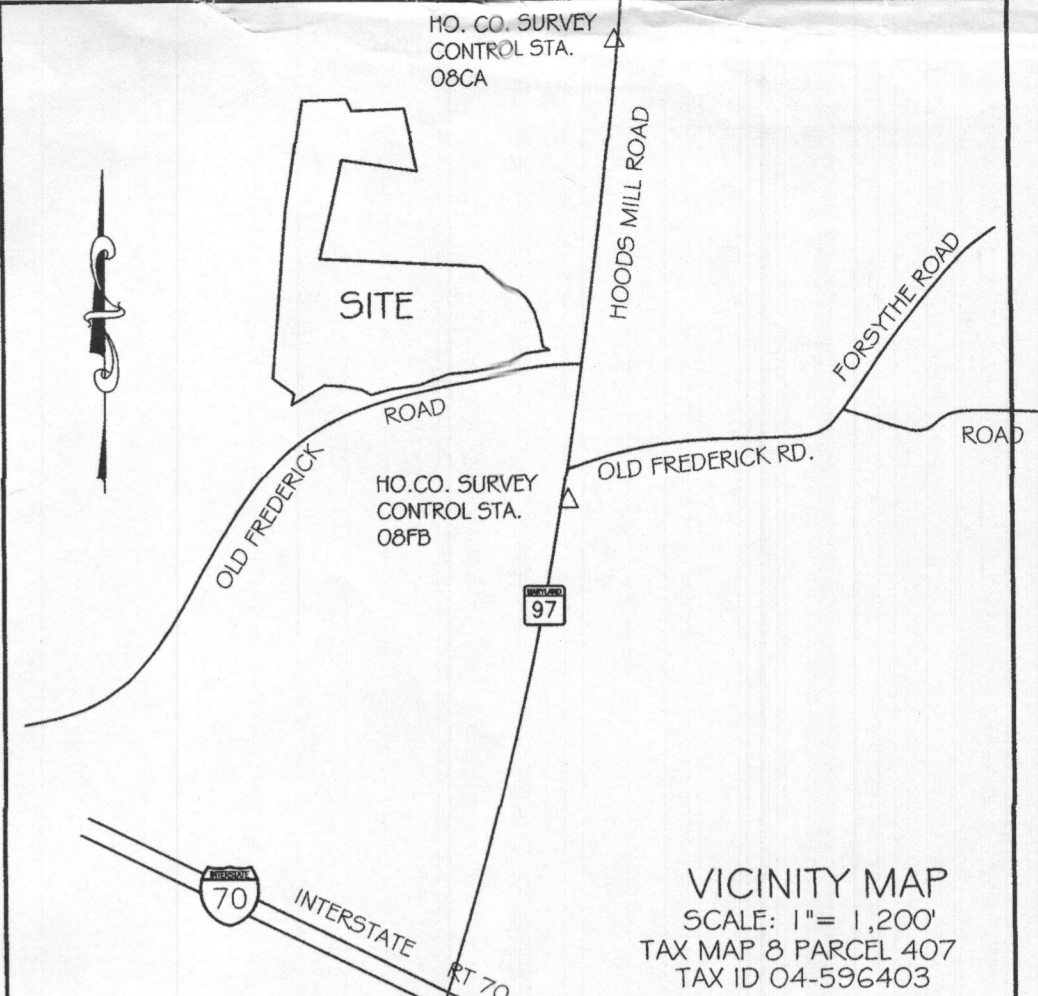 HO. CO. SURVEY
CONTROL STA.
08CA
HOODS MILL ROAD
FORSYTHE ROAD
SITE
ROAD
OLD FREDERICK
OLD FREDERICK RD.
ROAD
HO.CO. SURVEY
CONTROL STA.
08FB
MARYLAND
97
INTERSTATE
70
INTERSTATE
RT 70
VICINITY MAP
SCALE: 1"= 1,200'
TAX MAP 8 PARCEL 407
TAX ID 04-596403